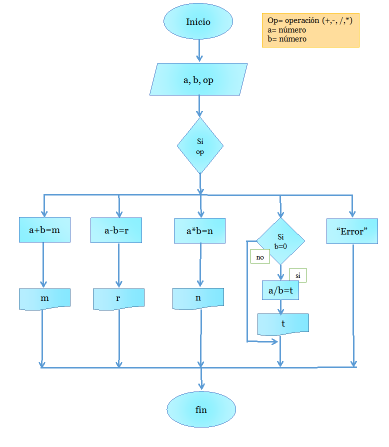 Inicio
Op= operación (+,-,/,*)
a= número
b= número
a, b, op
Si
op
a+b=m
a-b=r
a*b=n
Si
b=0
"Error"
no
si
a/b=t
m
r
n
t
fin